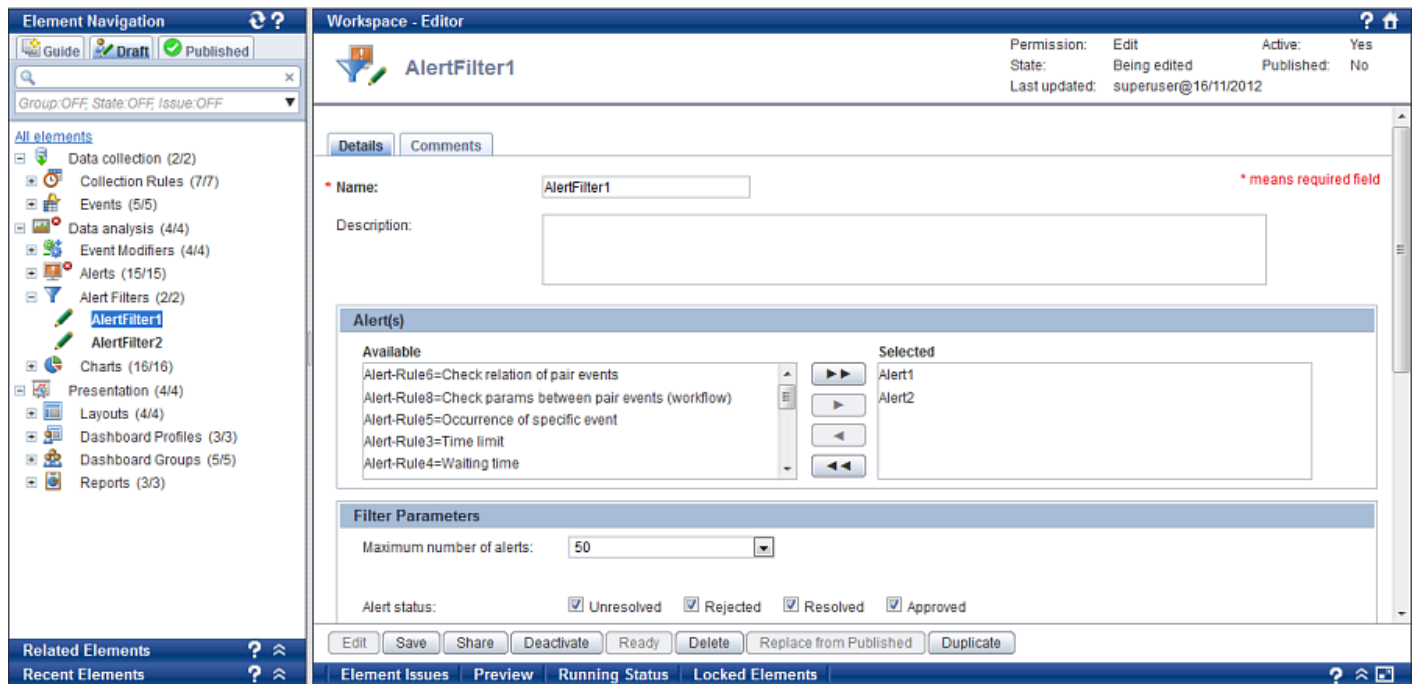 Element Navigation ?
Guide Draft Published
Group:OFF, State:OFF, Issue:OFF
All elements
Data collection (2/2)
Collection Rules (7/7)
Events (5/5)
Data analysis (4/4)
Event Modifiers (4/4)
Alerts (15/15)
Alert Filters (2/2)
AlertFilter1
AlertFilter2
Charts (16/16)
Presentation (4/4)
Layouts (4/4)
Dashboard Profiles (3/3)
Dashboard Groups (5/5)
Reports (3/3)
Related Elements ?
Recent Elements ?
Workspace - Editor ?
AlertFilter1
Permission: Edit Active: Yes
State: Being edited Published: No
Last updated: superuser@16/11/2012
Details Comments
* Name: AlertFilter1 * means required field
Description:
Alert(s)
Available Selected
Alert-Rule6=Check relation of pair events Alert1
Alert-Rule8=Check params between pair events (workflow) Alert2
Alert-Rule5=Occurrence of specific event
Alert-Rule3=Time limit
Alert-Rule4=Waiting time
Filter Parameters
Maximum number of alerts: 50
Alert status: Unresolved Rejected Resolved Approved
Edit Save Share Deactivate Ready Delete Replace from Published Duplicate
Element Issues Preview Running Status Locked Elements ?